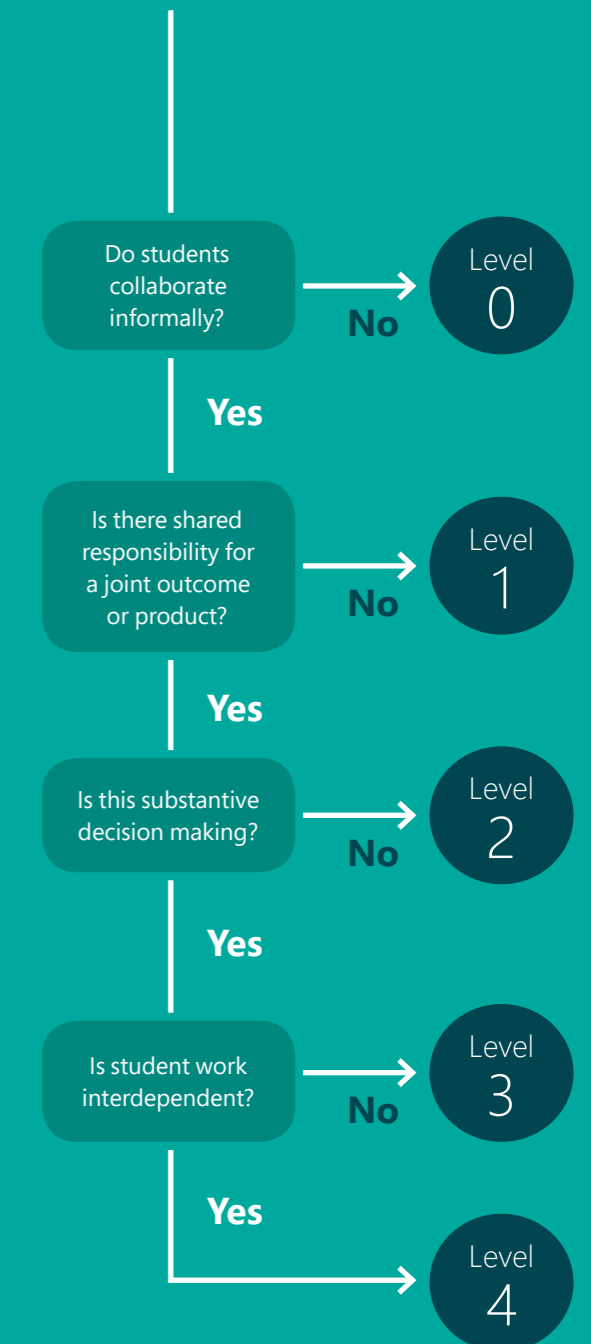 Do students
collaborate
informally?
No
Level
0
Yes
Is there shared
responsibility for
a joint outcome
or product?
No
Level
1
Yes
Is this substantive
decision making?
No
Level
2
Yes
Is student work
interdependent?
No
Level
3
Yes
Level
4